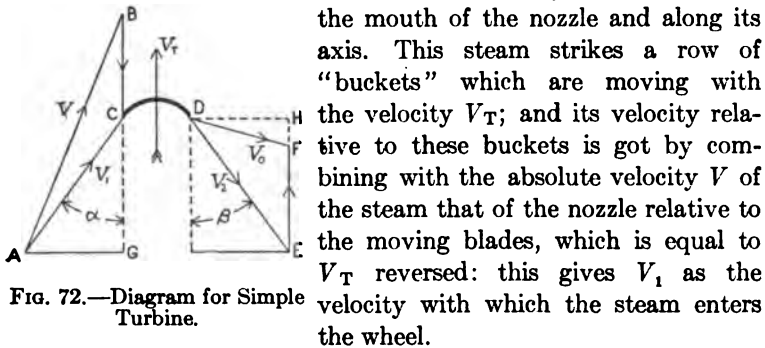 B
V_T
C
D
H
V
F
V_0
V_1
V_2
α
β
A
G
E
FIG. 72.—Diagram for Simple
Turbine.
the mouth of the nozzle and along its
axis. This steam strikes a row of
"buckets" which are moving with
the velocity V_T; and its velocity rela-
tive to these buckets is got by com-
bining with the absolute velocity V of
the steam that of the nozzle relative to
the moving blades, which is equal to
V_T reversed: this gives V_1 as the
velocity with which the steam enters
the wheel.